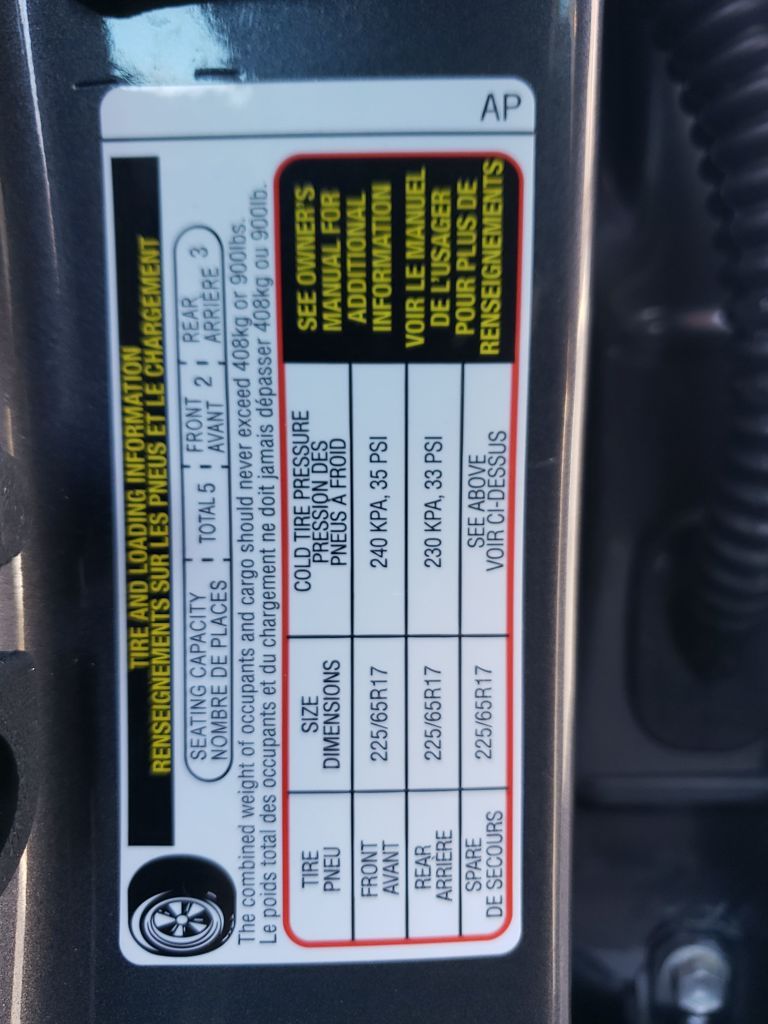 AP
TIRE AND LOADING INFORMATION
RENSEIGNEMENTS SUR LES PNEUS ET LE CHARGEMENT
SEATING CAPACITY
NOMBRE DE PLACES
TOTAL 5
FRONT
AVANT 2
REAR
ARRIÈRE 3
The combined weight of occupants and cargo should never exceed 408kg or 900lbs.
Le poids total des occupants et du chargement ne doit jamais dépasser 408kg ou 900lb.
TIRE
PNEU
SIZE
DIMENSIONS
COLD TIRE PRESSURE
PRESSION DES
PNEUS À FROID
FRONT
AVANT
225/65R17
240 KPA, 35 PSI
REAR
ARRIÈRE
225/65R17
230 KPA, 33 PSI
SPARE
DE SECOURS
225/65R17
SEE ABOVE
VOIR CI-DESSUS
SEE OWNER'S
MANUAL FOR
ADDITIONAL
INFORMATION
VOIR LE MANUEL
DE L'USAGER
POUR PLUS DE
RENSEIGNEMENTS